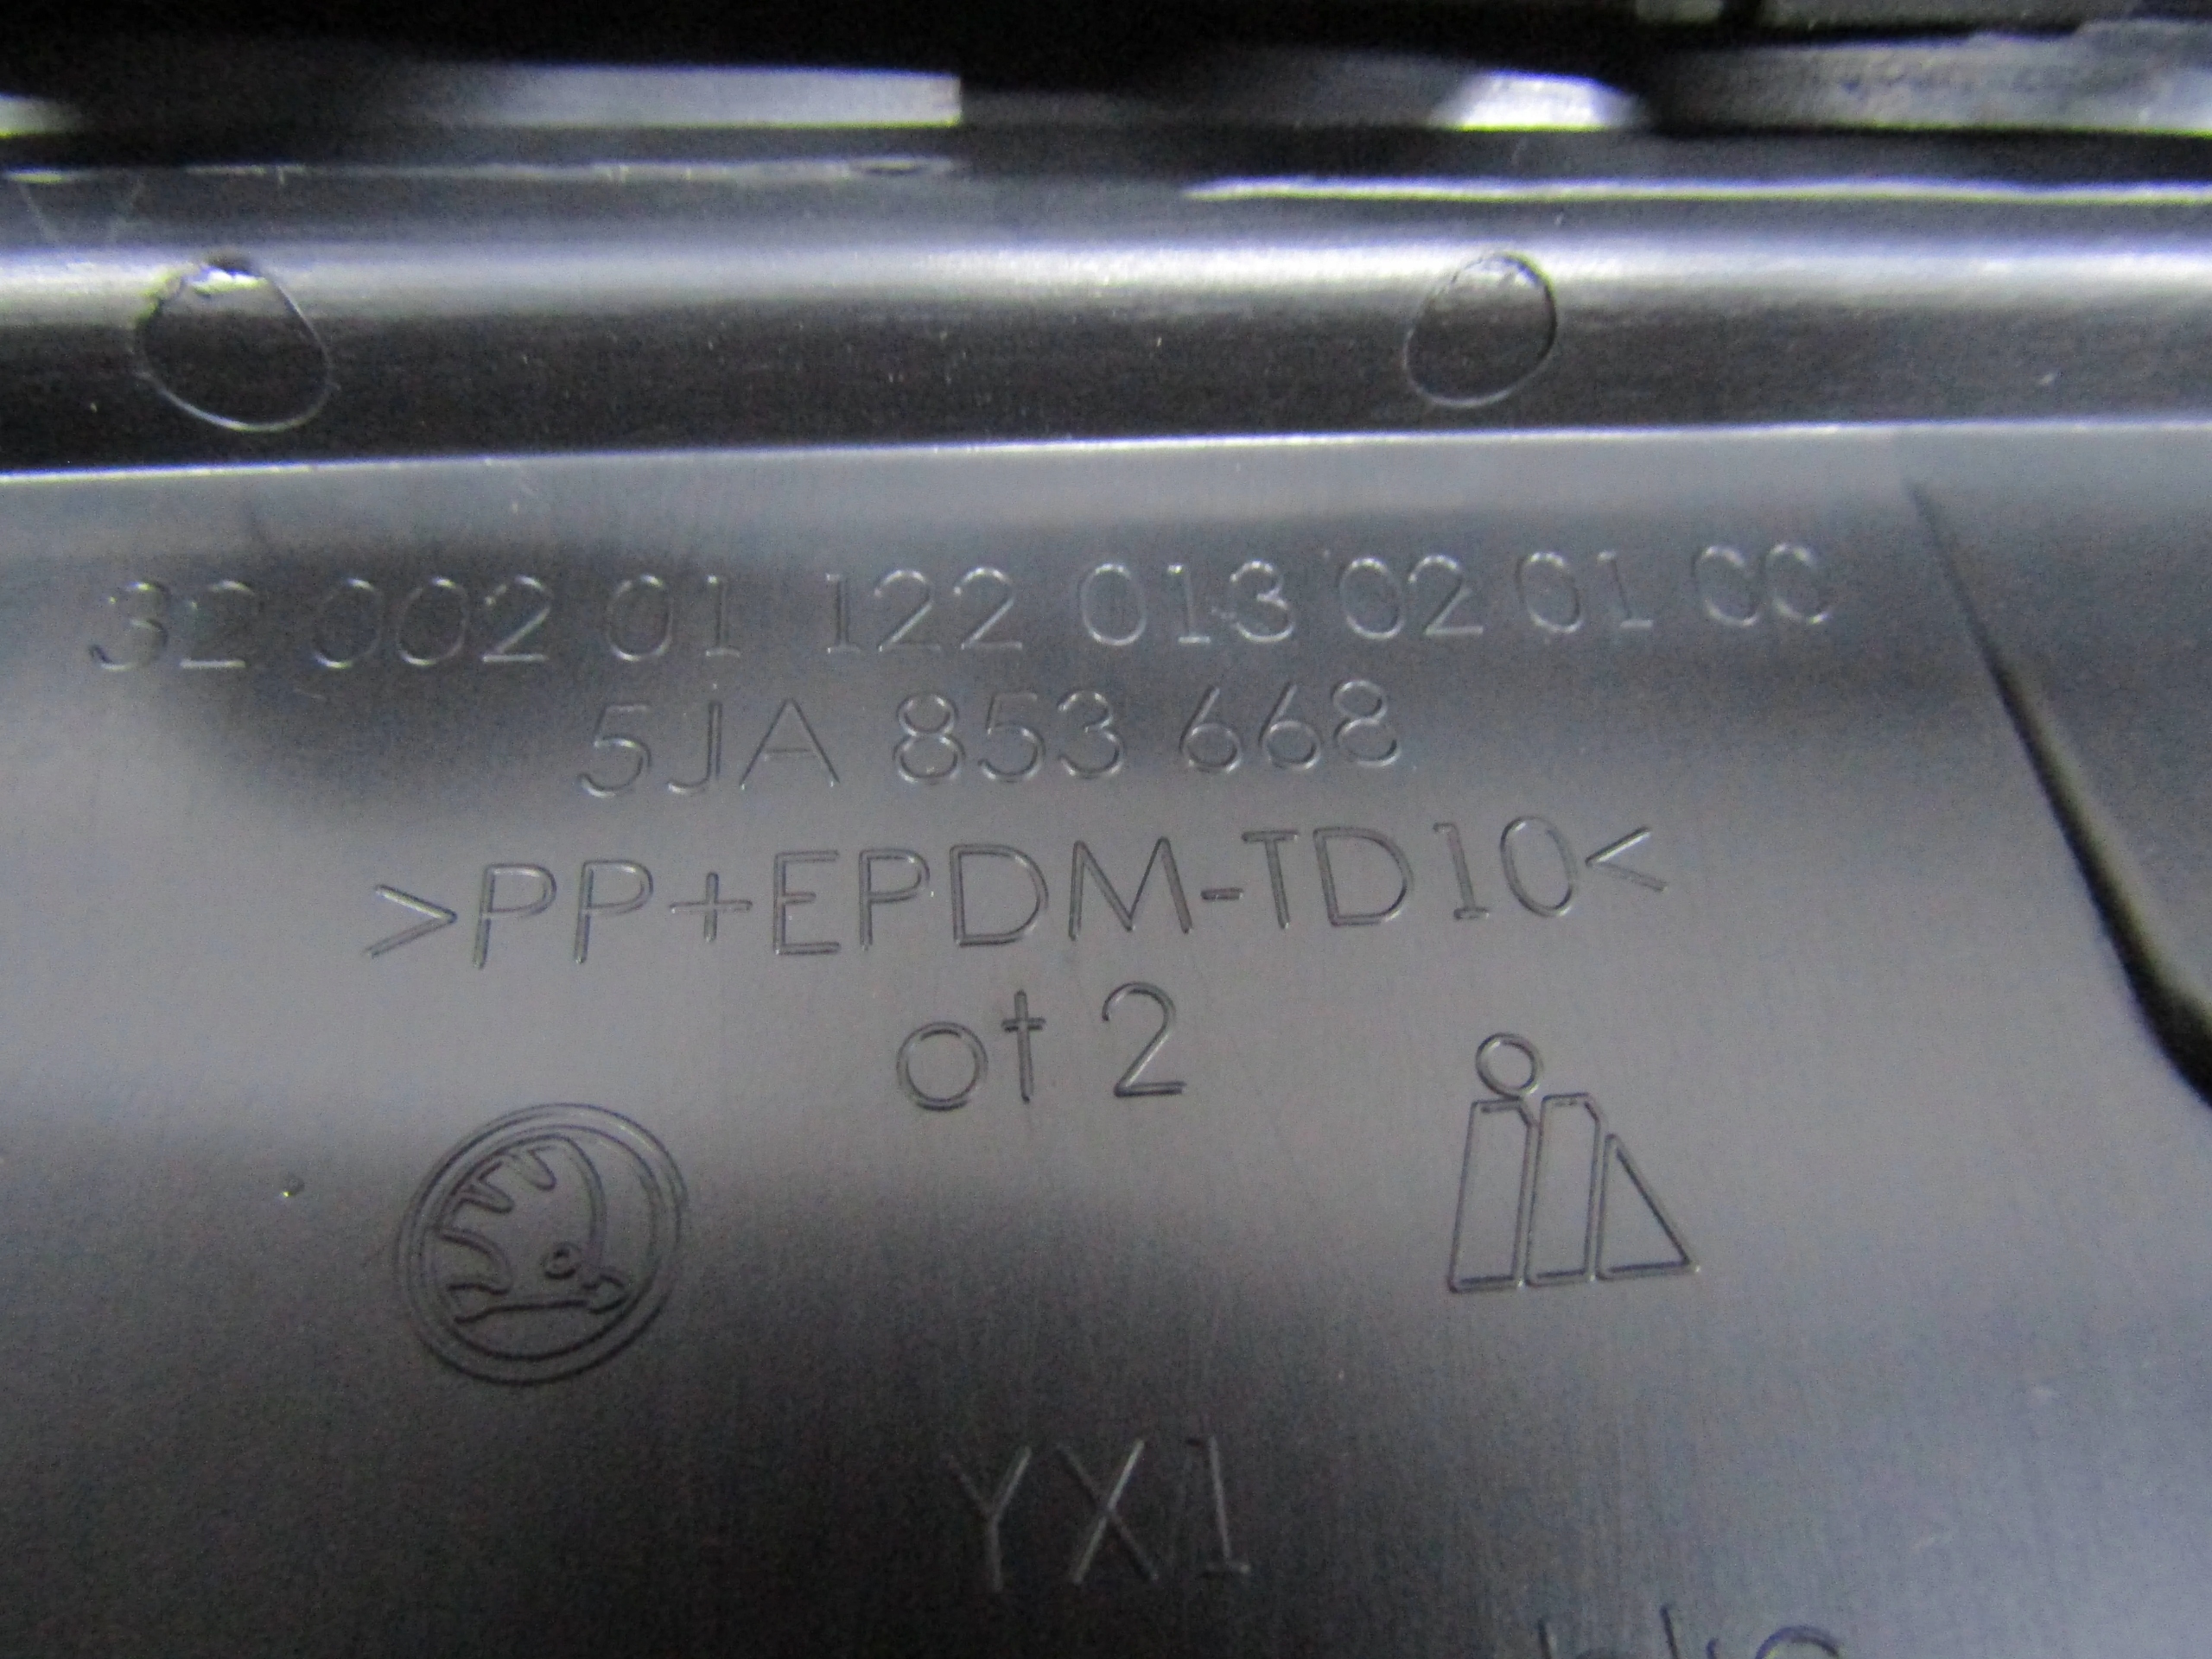 32 002 01 122 013 02 01 00
5JA 853 668
>PP+EPDM-TD10<
ot 2
YX1